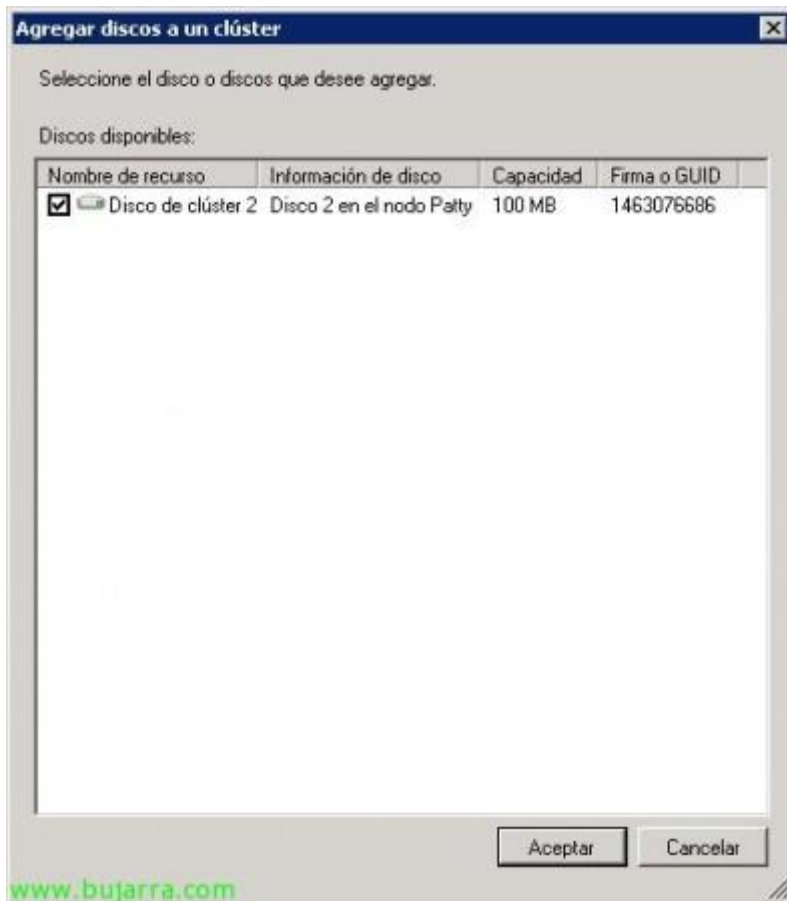 Agregar discos a un clúster
Seleccione el disco o discos que desee agregar.
Discos disponibles:
Nombre de recurso Información de disco Capacidad Firma o GUID
Disco de clúster 2 Disco 2 en el nodo Patty 100 MB 1463076686
Aceptar Cancelar
www.bujarra.com